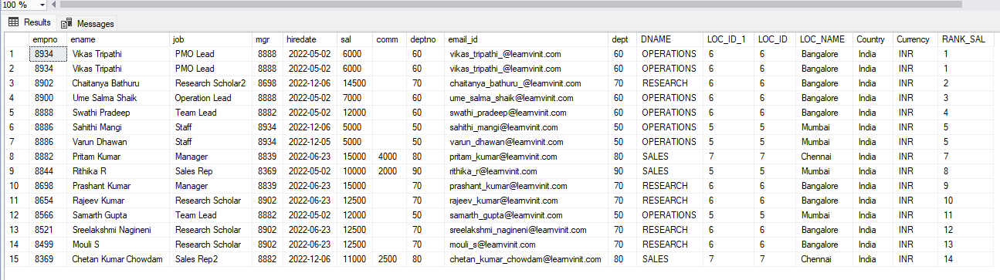 100 %
Results Messages
empno ename job mgr hiredate sal comm deptno email_id dept DNAME LOC_ID_1 LOC_ID LOC_NAME Country Currency RANK_SAL
1 8934 Vikas Tripathi PMO Lead 8888 2022-05-02 6000 60 vikas_tripathi_@learnvinit.com 60 OPERATIONS 6 6 Bangalore India INR 1
2 8934 Vikas Tripathi PMO Lead 8888 2022-05-02 6000 60 vikas_tripathi_@learnvinit.com 60 OPERATIONS 6 6 Bangalore India INR 1
3 8902 Chaitanya Bathuru Research Scholar2 8698 2022-12-06 14500 70 chaitanya_bathuru_@learnvinit.com 70 RESEARCH 6 6 Bangalore India INR 2
4 8900 Ume Salma Shaik Operation Lead 8888 2022-05-02 7000 60 ume_salma_shaik@learnvinit.com 60 OPERATIONS 6 6 Bangalore India INR 3
5 8888 Swathi Pradeep Team Lead 8882 2022-05-02 12000 60 swathi_pradeep@learnvinit.com 60 OPERATIONS 6 6 Bangalore India INR 4
6 8886 Sahithi Mangi Staff 8934 2022-12-06 5000 50 sahithi_mangi@learnvinit.com 50 OPERATIONS 5 5 Mumbai India INR 5
7 8886 Varun Dhawan Staff 8934 2022-12-05 5000 50 varun_dhawan@learnvinit.com 50 OPERATIONS 5 5 Mumbai India INR 5
8 8882 Pritam Kumar Manager 8839 2022-06-23 15000 4000 80 pritam_kumar@learnvinit.com 80 SALES 7 7 Chennai India INR 7
9 8844 Rithika R Sales Rep 8369 2022-05-02 10000 2000 90 rithika_r@learnvinit.com 90 SALES 5 5 Mumbai India INR 8
10 8698 Prashant Kumar Manager 8839 2022-06-23 15000 70 prashant_kumar@learnvinit.com 70 RESEARCH 6 6 Bangalore India INR 9
11 8654 Rajeev Kumar Research Scholar 8902 2022-06-23 12500 70 rajeev_kumar@learnvinit.com 70 RESEARCH 6 6 Bangalore India INR 10
12 8566 Samarth Gupta Team Lead 8882 2022-05-02 12000 50 samarth_gupta@learnvinit.com 50 OPERATIONS 5 5 Mumbai India INR 11
13 8521 Sreelakshmi Nagineni Research Scholar 8902 2022-06-23 12500 70 sreelakshmi_nagineni@learnvinit.com 70 RESEARCH 6 6 Bangalore India INR 12
14 8499 Mouli S Research Scholar 8902 2022-06-23 12500 70 mouli_s@learnvinit.com 70 RESEARCH 6 6 Bangalore India INR 13
15 8369 Chetan Kumar Chowdam Sales Rep2 8882 2022-12-06 11000 2500 80 chetan_kumar_chowdam@learnvinit.com 80 SALES 7 7 Chennai India INR 14